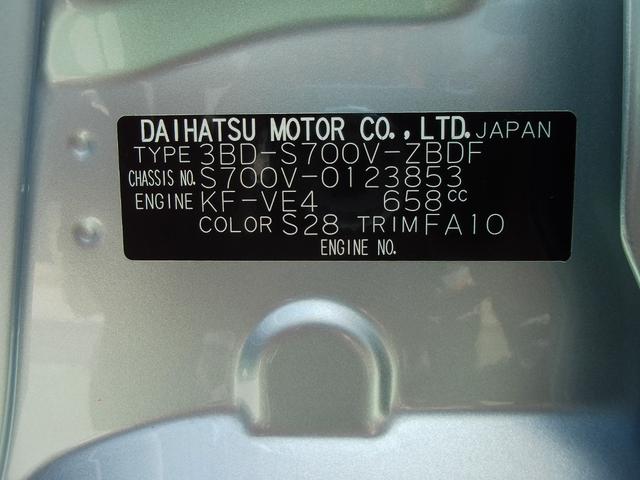 DAIHATSU MOTOR CO.,LTD. JAPAN
TYPE 3BD-S700V-ZBDF
CHASSIS NO. S700V-0123853
ENGINE KF-VE4 658cc
COLOR S28 TRIM FA10
ENGINE NO.